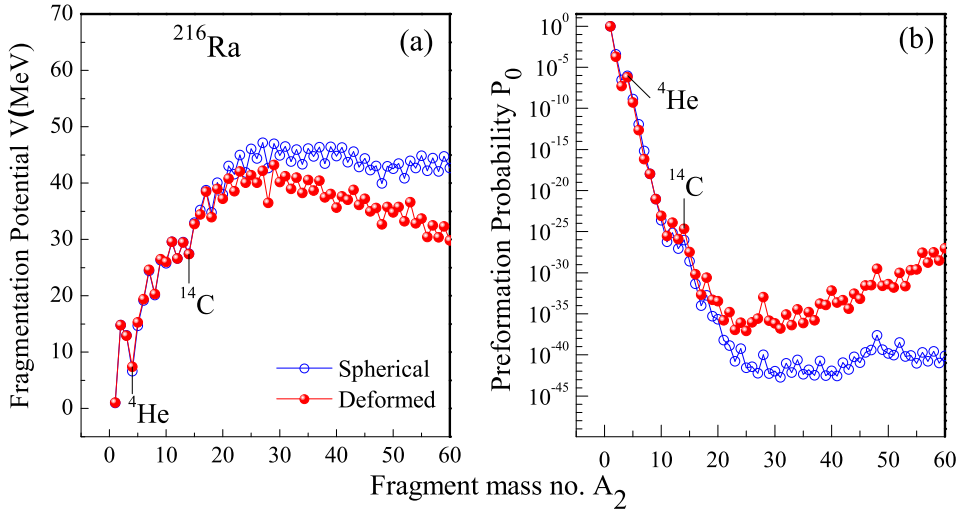 ²¹⁶Ra
(a)
Fragmentation Potential V(MeV)
70
60
50
40
30
20
10
0
¹⁴C
⁴He
Spherical
Deformed
0 10 20 30 40 50 60
(b)
Preformation Probability P₀
10⁰
10⁻⁵
10⁻¹⁰
10⁻¹⁵
10⁻²⁰
10⁻²⁵
10⁻³⁰
10⁻³⁵
10⁻⁴⁰
10⁻⁴⁵
⁴He
¹⁴C
0 10 20 30 40 50 60
Fragment mass no. A₂